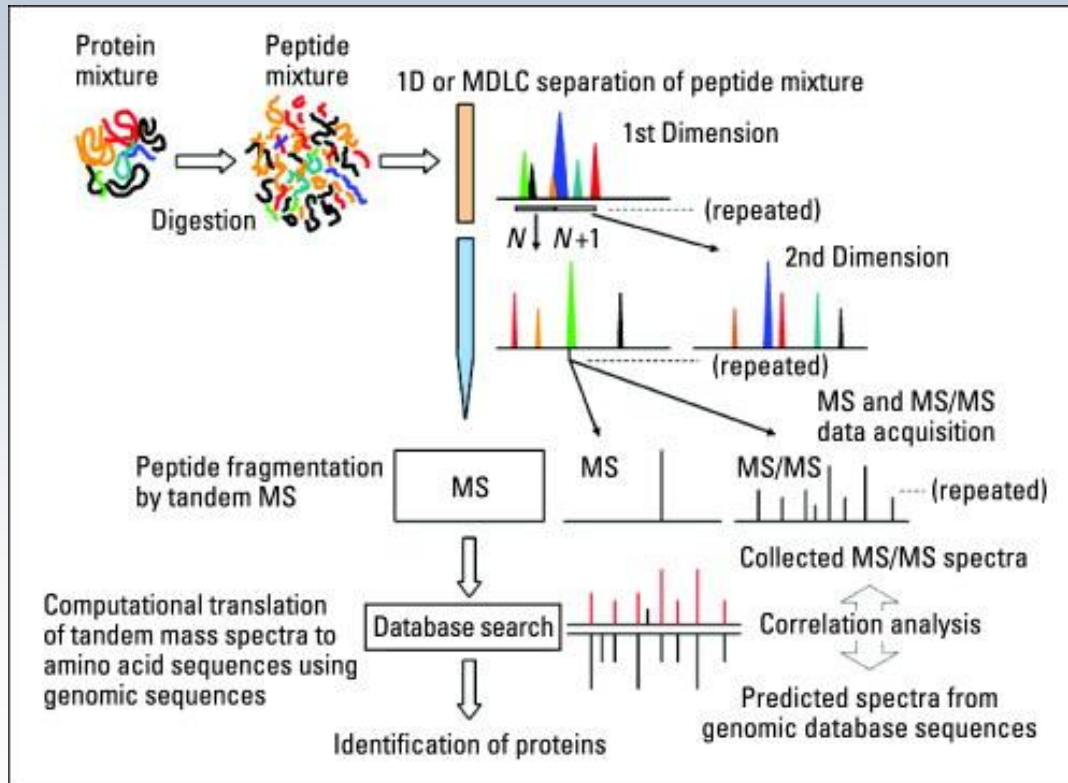 Protein
mixture
Peptide
mixture
1D or MDLC separation of peptide mixture
1st Dimension
Digestion
(repeated)
N
N+1
2nd Dimension
(repeated)
MS and MS/MS
data acquisition
Peptide fragmentation
by tandem MS
MS
MS
MS/MS
(repeated)
Collected MS/MS spectra
Computational translation
of tandem mass spectra to
amino acid sequences using
genomic sequences
Database search
Correlation analysis
Predicted spectra from
genomic database sequences
Identification of proteins